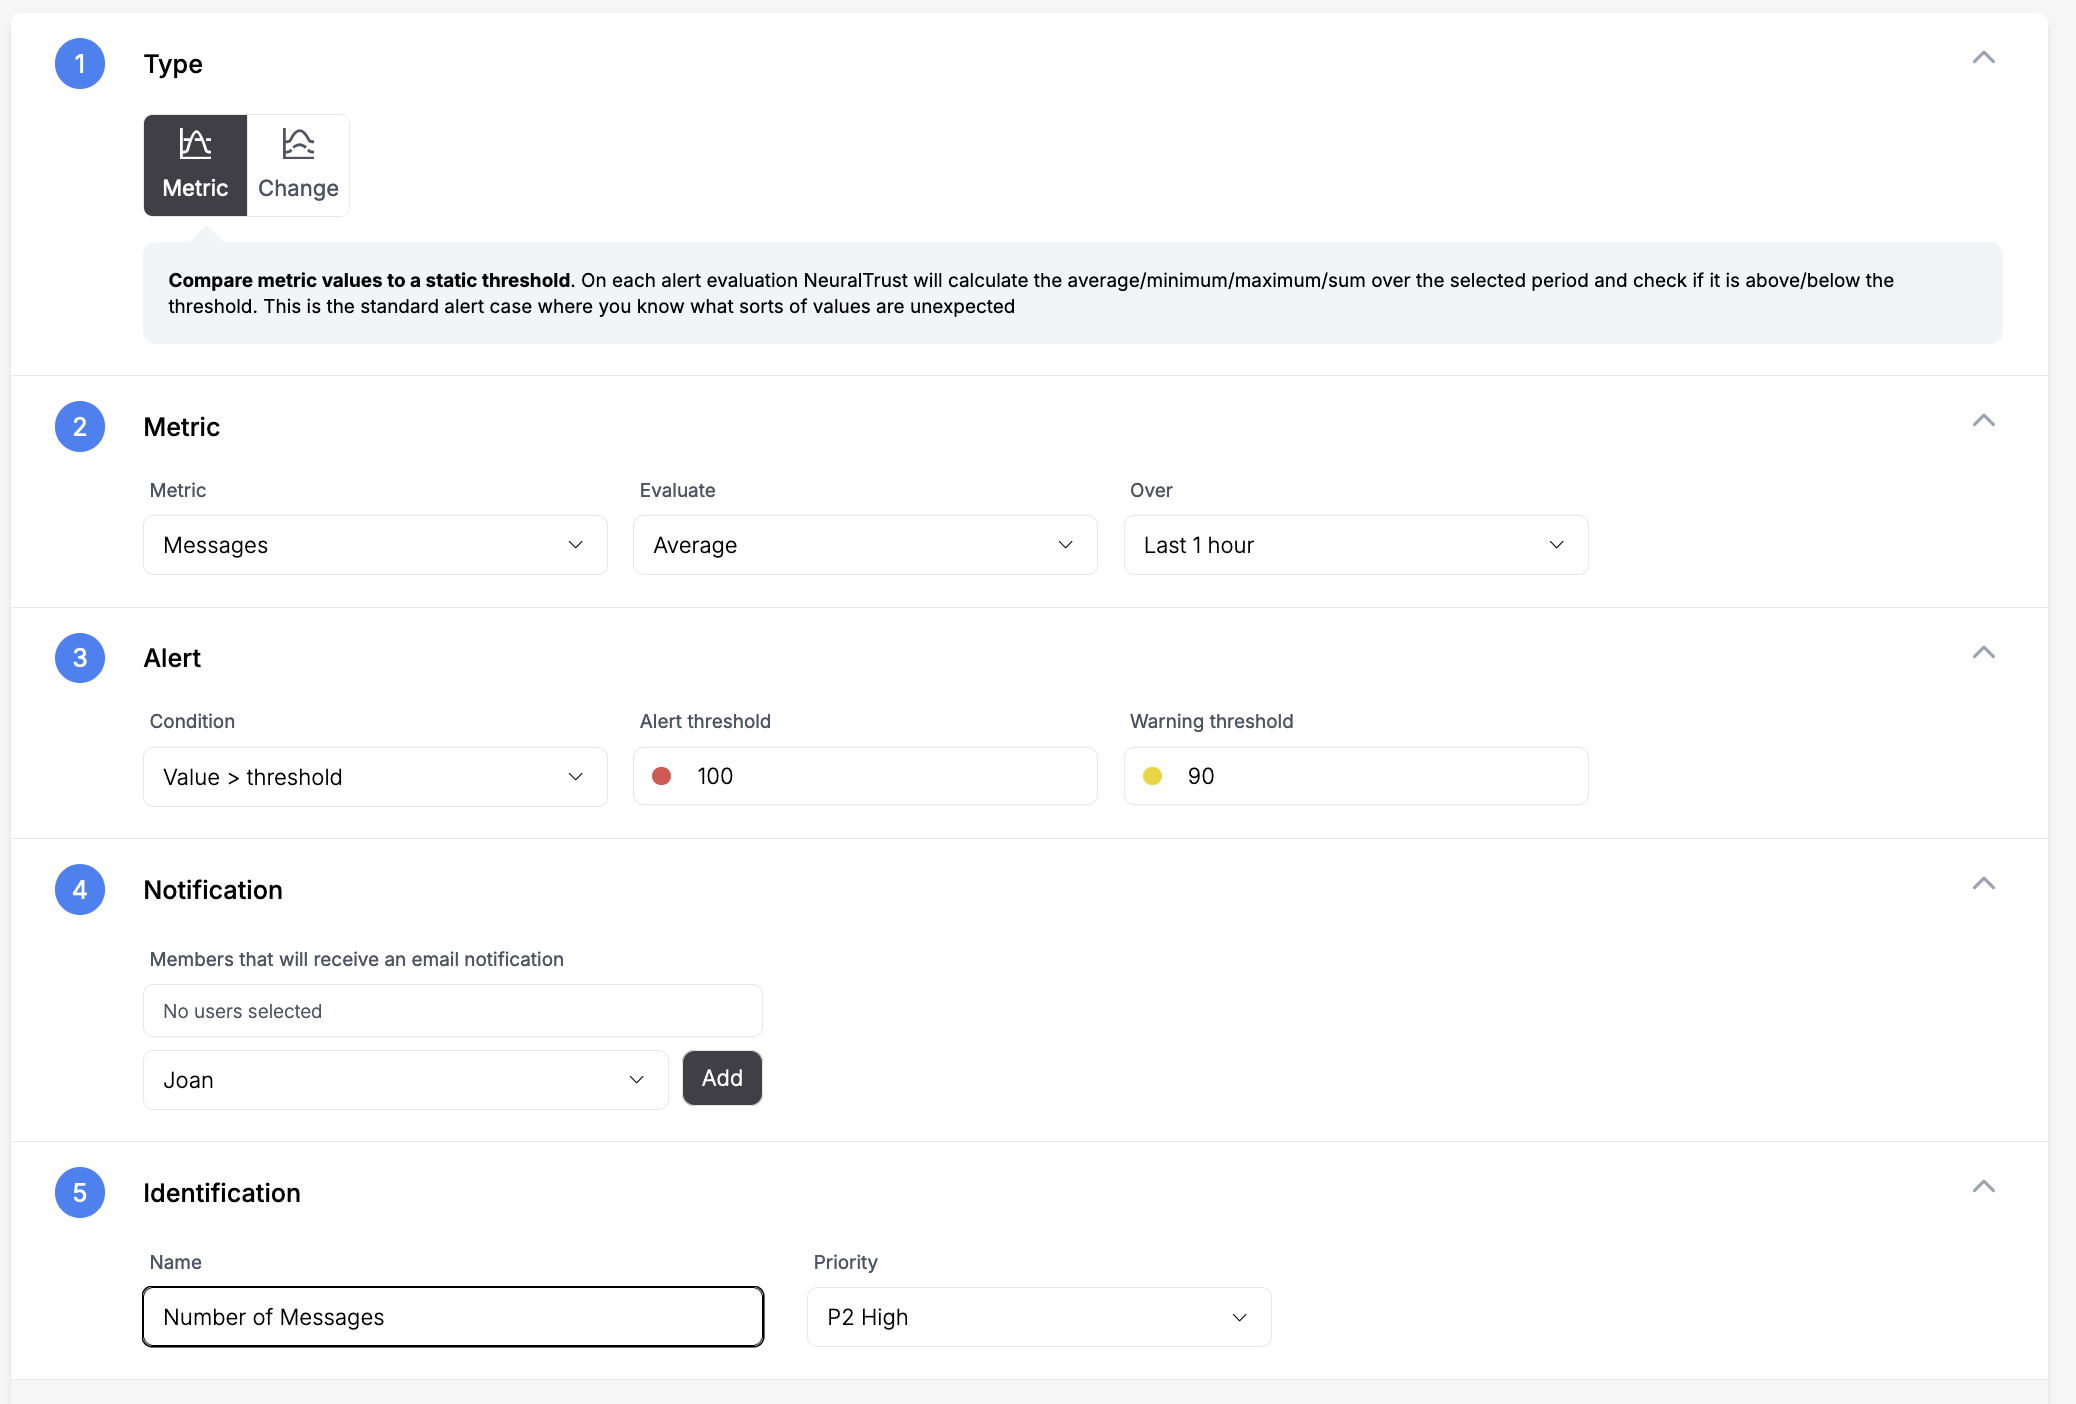 1 Type
Metric Change
Compare metric values to a static threshold. On each alert evaluation NeuralTrust will calculate the average/minimum/maximum/sum over the selected period and check if it is above/below the
threshold. This is the standard alert case where you know what sorts of values are unexpected
2 Metric
Metric Evaluate Over
Messages Average Last 1 hour
3 Alert
Condition Alert threshold Warning threshold
Value > threshold 100 90
4 Notification
Members that will receive an email notification
No users selected
Joan Add
5 Identification
Name Priority
Number of Messages P2 High